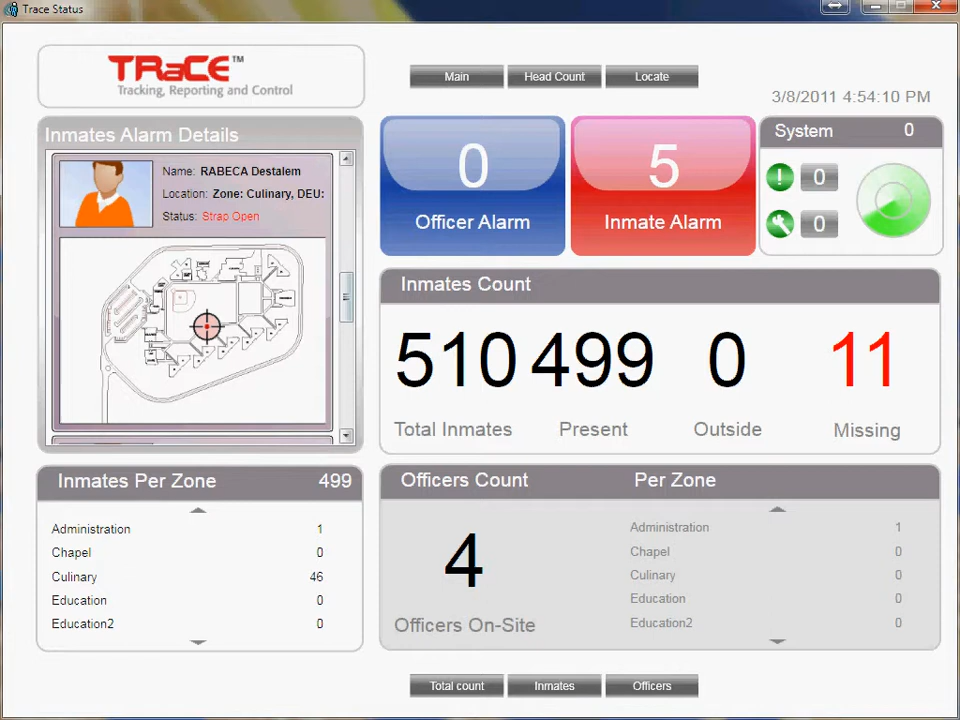 Trace Status
TRaCE™
Tracking, Reporting and Control
Main
Head Count
Locate
3/8/2011 4:54:10 PM
Inmates Alarm Details
Name: RABECA Destalem
Location: Zone: Culinary, DEU:
Status: Strap Open
0
Officer Alarm
5
Inmate Alarm
System 0
0
0
Inmates Count
510 499 0 11
Total Inmates Present Outside Missing
Inmates Per Zone 499
Administration 1
Chapel 0
Culinary 46
Education 0
Education2 0
Officers Count Per Zone
4
Officers On-Site
Administration 1
Chapel 0
Culinary 0
Education 0
Education2 0
Total count
Inmates
Officers